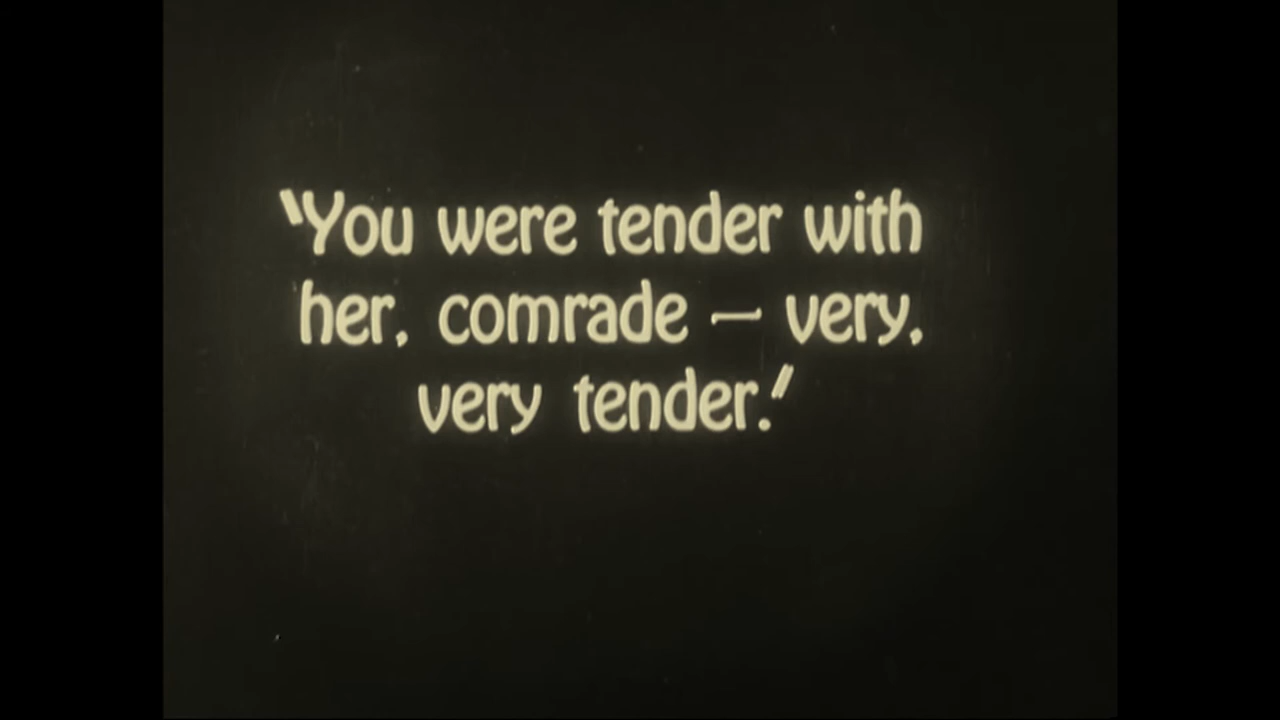 "You were tender with
her, comrade — very,
very tender."